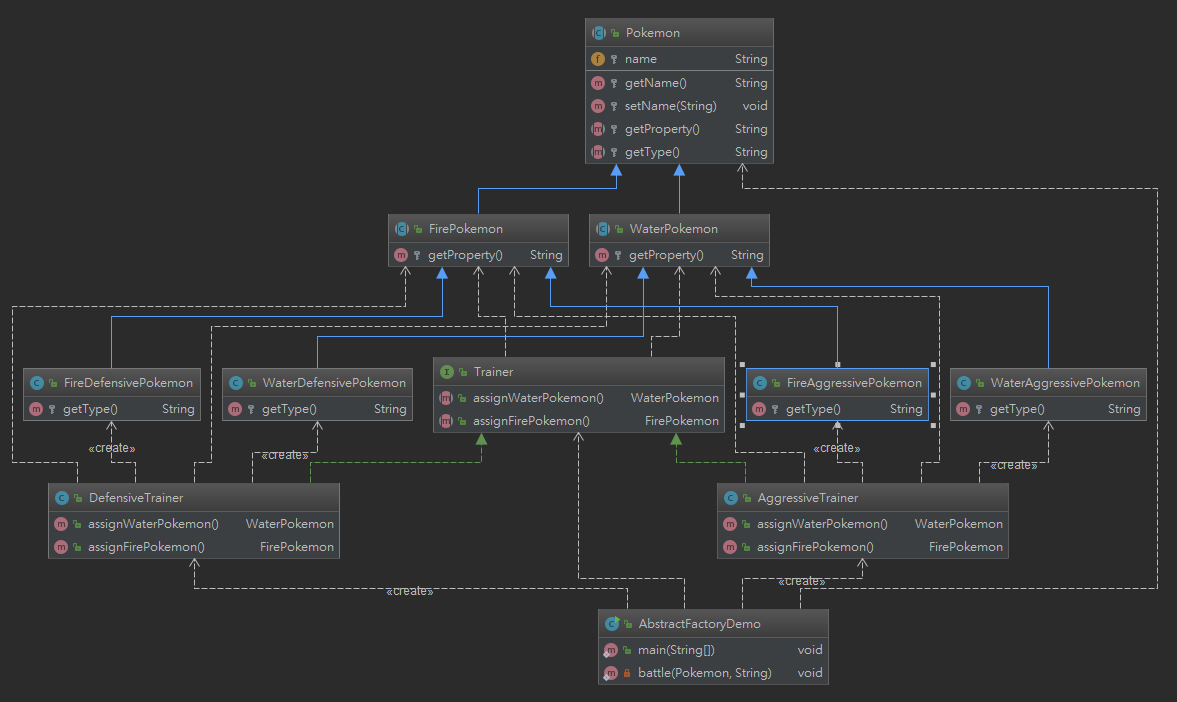 Pokemon
name String
getName() String
setName(String) void
getProperty() String
getType() String
FirePokemon
getProperty() String
WaterPokemon
getProperty() String
FireDefensivePokemon
getType() String
WaterDefensivePokemon
getType() String
Trainer
assignWaterPokemon() WaterPokemon
assignFirePokemon() FirePokemon
FireAggressivePokemon
getType() String
WaterAggressivePokemon
getType() String
«create»
«create»
«create»
«create»
DefensiveTrainer
assignWaterPokemon() WaterPokemon
assignFirePokemon() FirePokemon
AggressiveTrainer
assignWaterPokemon() WaterPokemon
assignFirePokemon() FirePokemon
«create»
«create»
AbstractFactoryDemo
main(String[]) void
battle(Pokemon, String) void